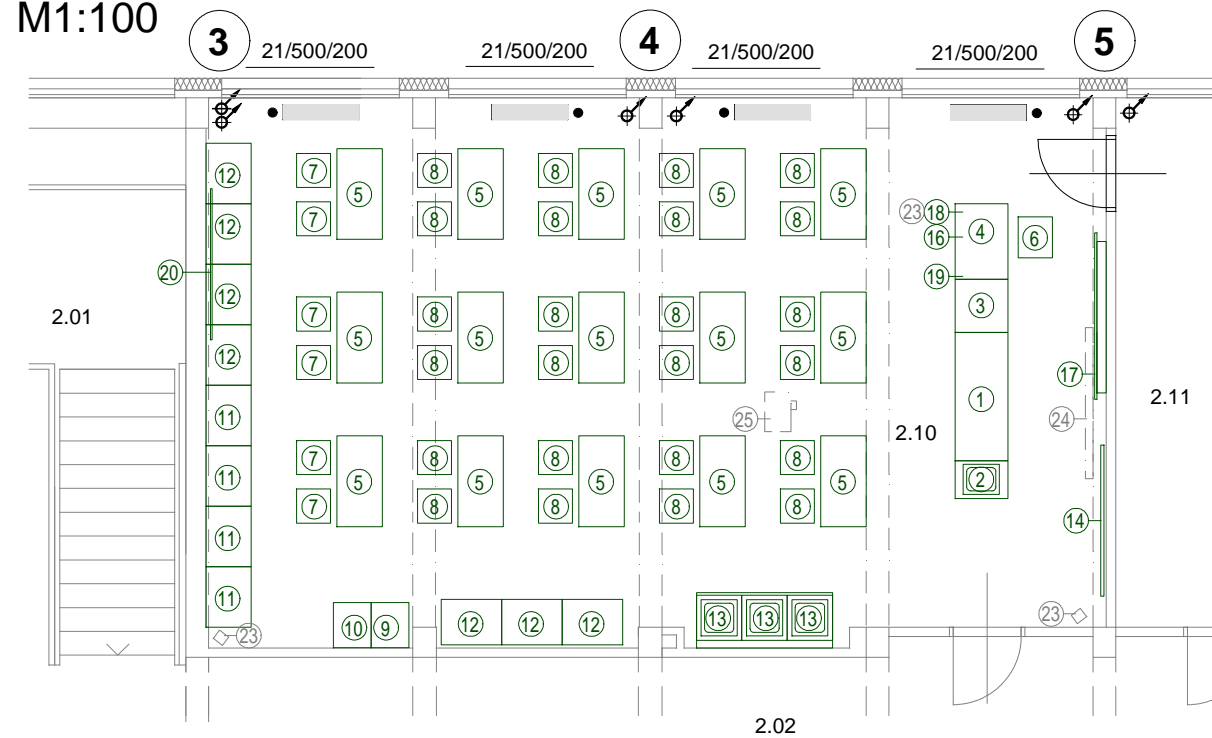 M1:100
3 21/500/200 21/500/200 4 21/500/200 21/500/200 5
12 7 5 8 5 8 5 8 5 8 5
12 7 8 8 8 8 23 18 4 6
16
20 12 19
2.01 12 7 5 8 5 8 5 8 5 8 5 3
12 7 8 8 8 8 17
11 25 1 24 2.11
2.10
11 7 5 8 5 8 5 8 5 8 5 2
11 7 8 8 8 8 14
11
23 10 9 12 12 12 13 13 13 23
2.02